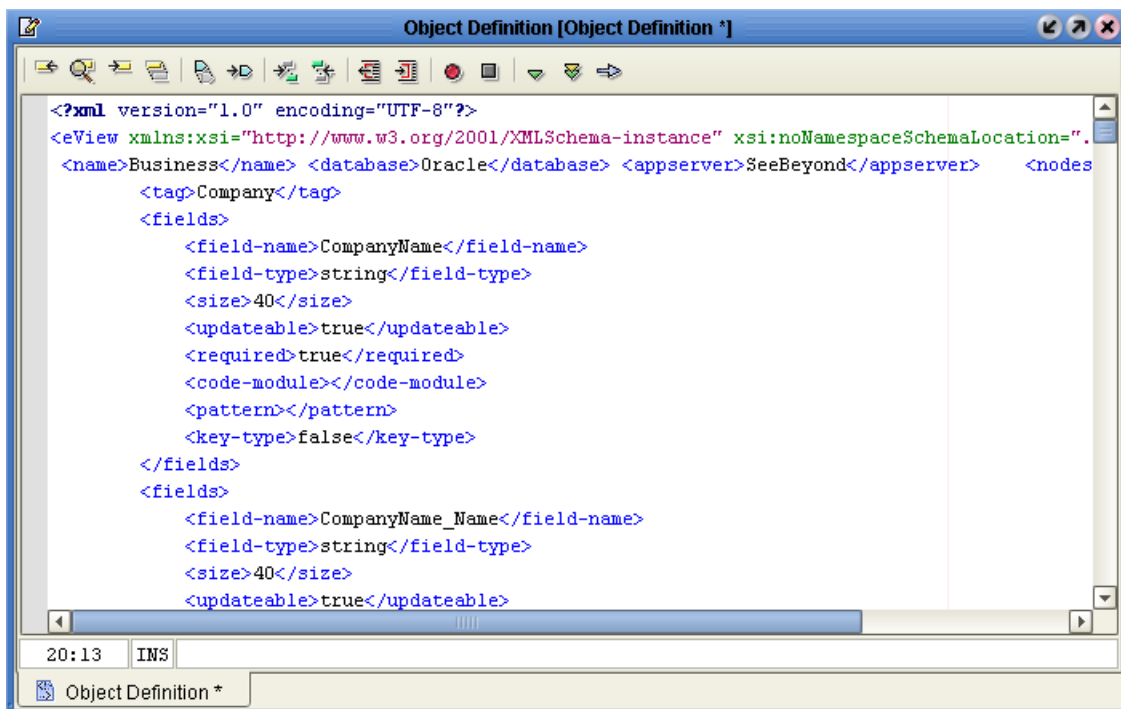 Object Definition [Object Definition *]
<?xml version="1.0" encoding="UTF-8"?>
<eView xmlns:xsi="http://www.w3.org/2001/XMLSchema-instance" xsi:noNamespaceSchemaLocation=".
<name>Business</name> <database>Oracle</database> <appserver>SeeBeyond</appserver> <nodes
<tag>Company</tag>
<fields>
<field-name>CompanyName</field-name>
<field-type>string</field-type>
<size>40</size>
<updateable>true</updateable>
<required>true</required>
<code-module></code-module>
<pattern></pattern>
<key-type>false</key-type>
</fields>
<fields>
<field-name>CompanyName_Name</field-name>
<field-type>string</field-type>
<size>40</size>
<updateable>true</updateable>
20:13 INS
Object Definition *